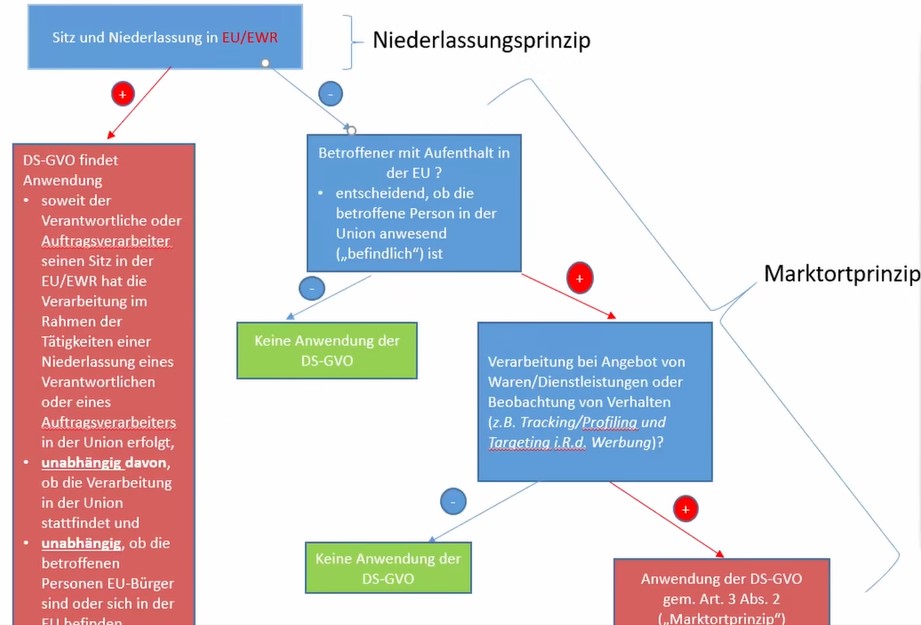 Sitz und Niederlassung in EU/EWR
Niederlassungsprinzip
+
-
DS-GVO findet
Anwendung
• soweit der
Verantwortliche oder
Auftragsverarbeiter
seinen Sitz in der
EU/EWR hat die
Verarbeitung im
Rahmen der
Tätigkeiten einer
Niederlassung eines
Verantwortlichen
oder eines
Auftragsverarbeiters
in der Union erfolgt,
• unabhängig davon,
ob die Verarbeitung
in der Union
stattfindet und
• unabhängig, ob die
betroffenen
Personen EU-Bürger
sind oder sich in der
EU befinden
Betroffener mit Aufenthalt in
der EU ?
• entscheidend, ob die
betroffene Person in der
Union anwesend
(„befindlich“) ist
-
+
Marktortprinzip
Keine Anwendung der
DS-GVO
Verarbeitung bei Angebot von
Waren/Dienstleistungen oder
Beobachtung von Verhalten
(z.B. Tracking/Profiling und
Targeting i.R.d. Werbung)?
-
+
Keine Anwendung der
DS-GVO
Anwendung der DS-GVO
gem. Art. 3 Abs. 2
(„Marktortprinzip“)